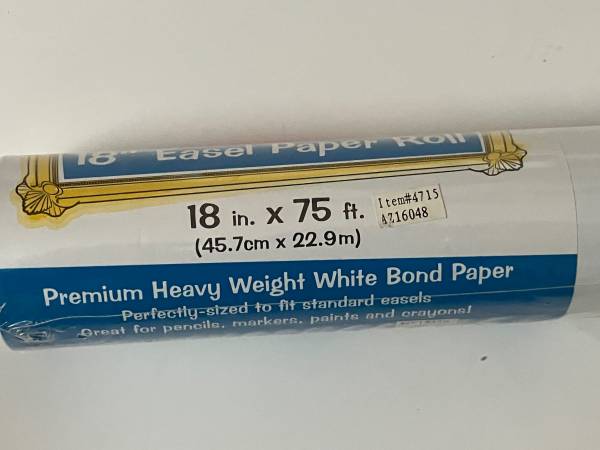 18" Easel Paper Roll
18 in. x 75 ft.
Item#4715
AZ16048
(45.7cm x 22.9m)
Premium Heavy Weight White Bond Paper
Perfectly-sized to fit standard easels
Great for pencils, markers, paints and crayons!